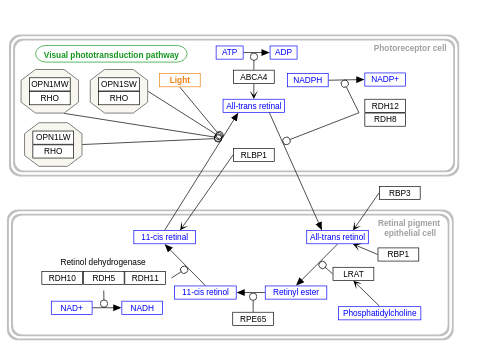 Photoreceptor cell
Visual phototransduction pathway
ATP
ADP
OPN1MW
RHO
OPN1SW
RHO
Light
ABCA4
NADPH
NADP+
All-trans retinal
RDH12
RDH8
OPN1LW
RHO
RLBP1
RBP3
Retinal pigment
epithelial cell
11-cis retinal
All-trans retinol
RBP1
Retinol dehydrogenase
RDH10
RDH5
RDH11
LRAT
11-cis retinol
Retinyl ester
NAD+
NADH
RPE65
Phosphatidylcholine